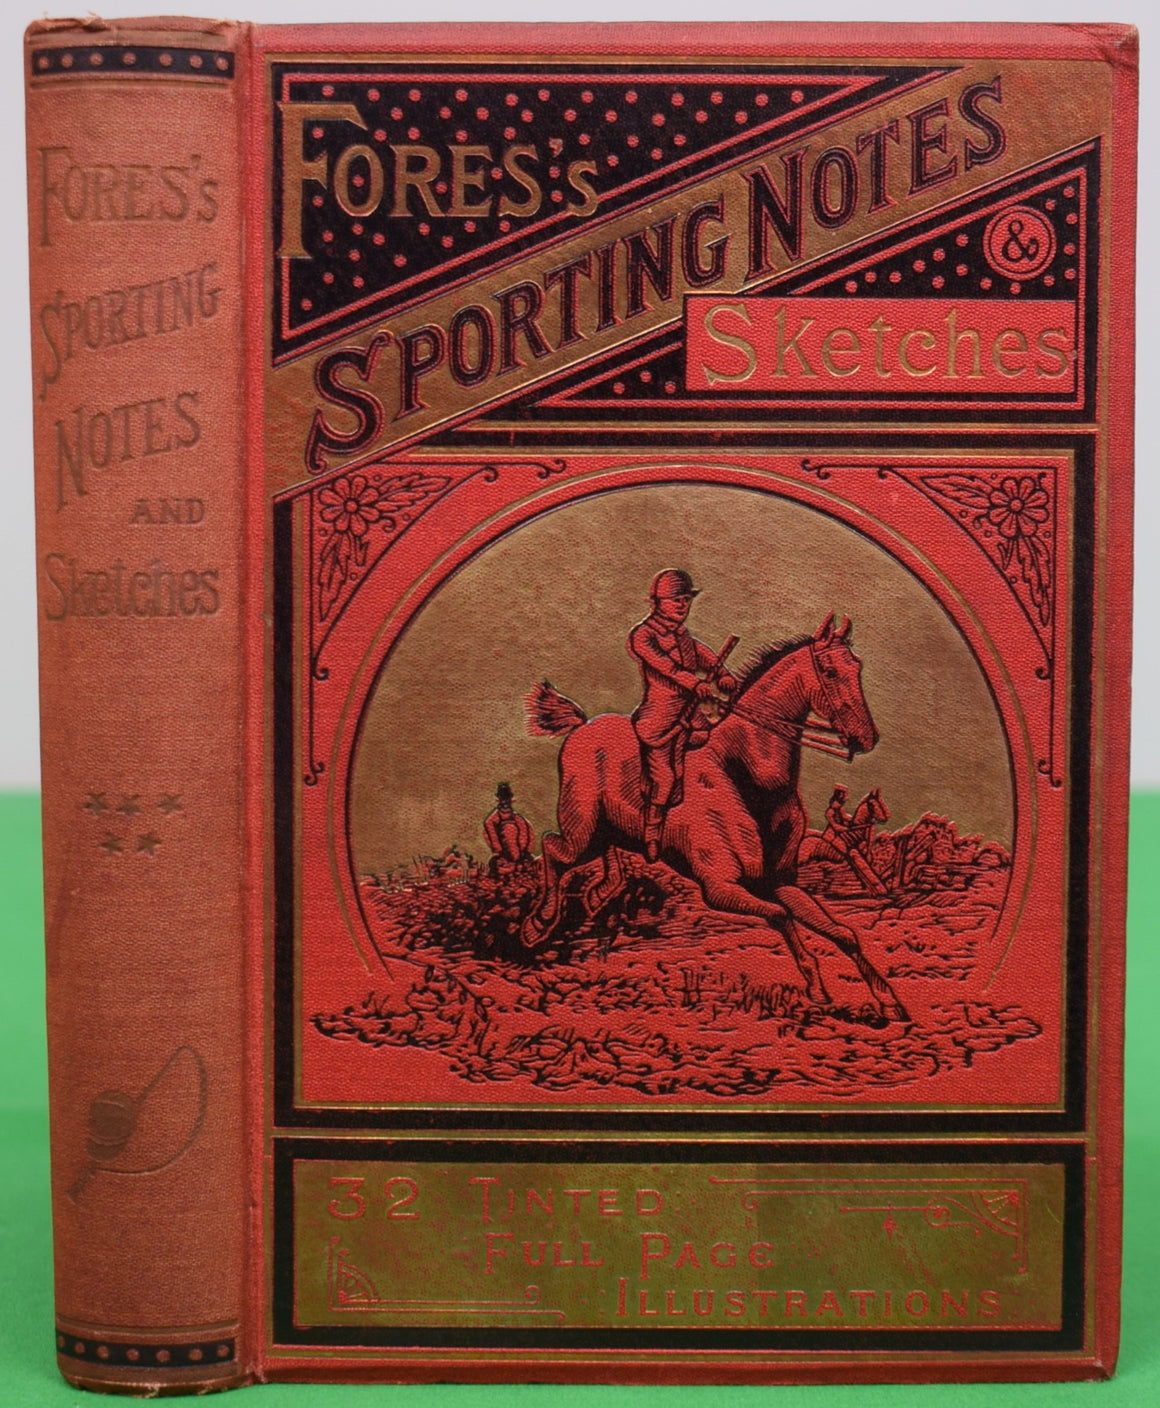 FORES'S
SPORTING
NOTES
AND
Sketches
FORES'S
SPORTING NOTES
&
Sketches
32 TINTED
FULL PAGE
ILLUSTRATIONS